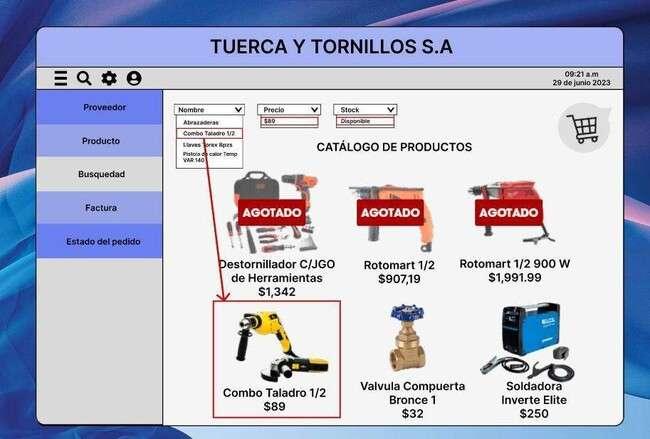 TUERCA Y TORNILLOS S.A
09:21 a.m
29 de junio 2023
Proveedor
Producto
Busquedad
Factura
Estado del pedido
Nombre
Abrazaderas
Combo Taladro 1/2
Llaves Torex 8pzs
Pistola de calor Temp
VAR 140
Precio
$89
Stock
Disponible
CATÁLOGO DE PRODUCTOS
AGOTADO
Destornillador C/JGO
de Herramientas
$1,342
AGOTADO
Rotomart 1/2
$907,19
AGOTADO
Rotomart 1/2 900 W
$1,991.99
Combo Taladro 1/2
$89
Valvula Compuerta
Bronce 1
$32
Soldadora
Inverte Elite
$250